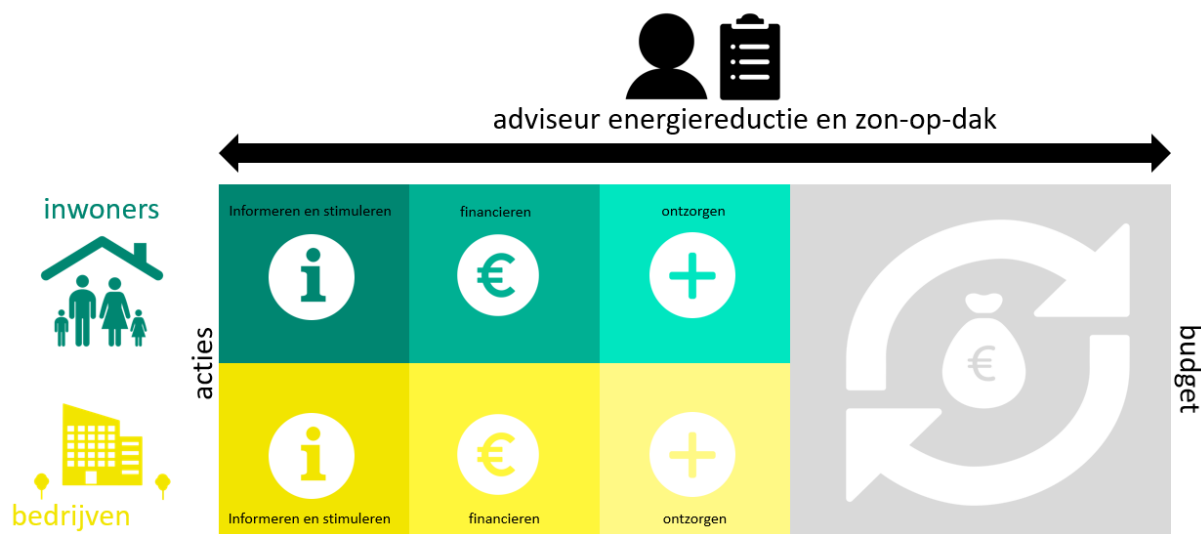 adviseur energiereductie en zon-op-dak
inwoners
Informeren en stimuleren
financieren
ontzorgen
i
€
+
€
acties
budget
i
€
+
bedrijven
Informeren en stimuleren
financieren
ontzorgen